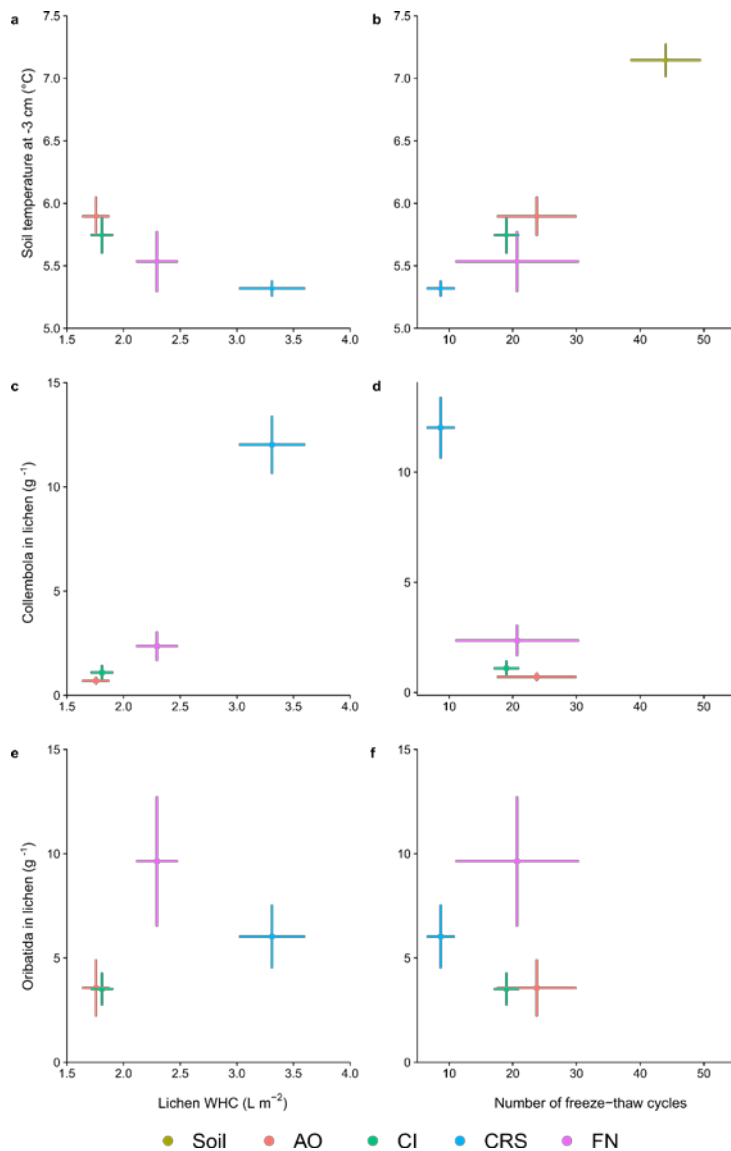 a
b
7.5
7.0
6.5
6.0
5.5
5.0
Soil temperature at -3 cm (°C)
7.5
7.0
6.5
6.0
5.5
5.0
1.5 2.0 2.5 3.0 3.5 4.0
10 20 30 40 50
c
d
15
10
5
0
Collembola in lichen (g ⁻¹)
10
5
0
1.5 2.0 2.5 3.0 3.5 4.0
10 20 30 40 50
e
f
15
10
5
0
Oribatida in lichen (g ⁻¹)
15
10
5
0
1.5 2.0 2.5 3.0 3.5 4.0
10 20 30 40 50
Lichen WHC (L m⁻²)
Number of freeze−thaw cycles
Soil AO CI CRS FN